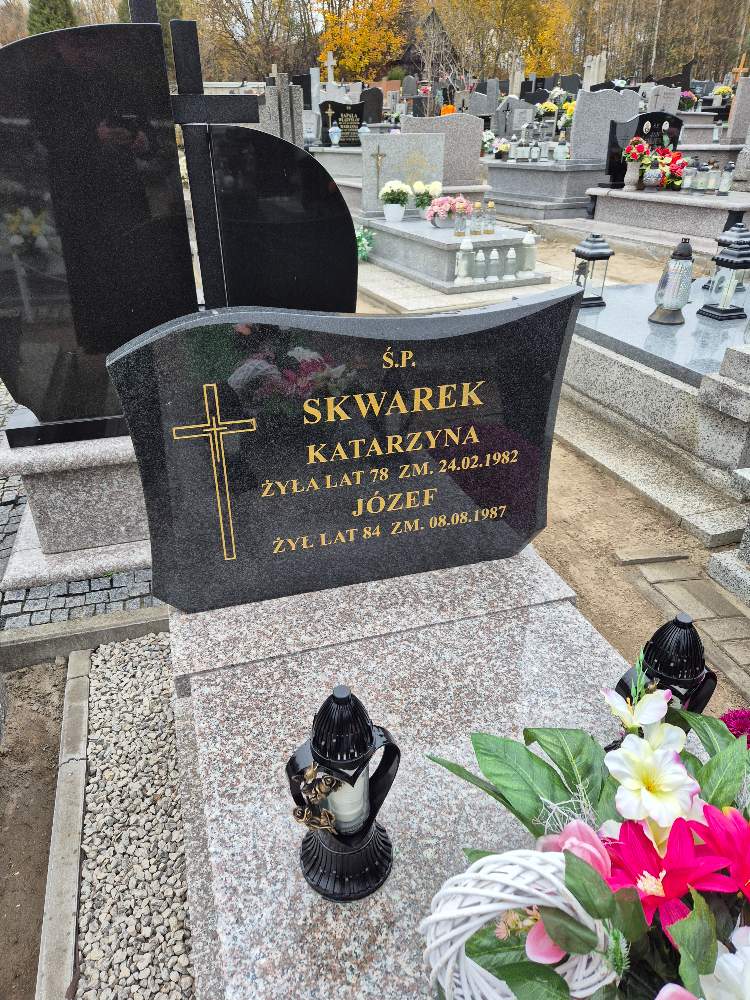 Ś.P.
SKWAREK
KATARZYNA
ŻYŁA LAT 78 ZM. 24.02.1982
JÓZEF
ŻYŁ LAT 84 ZM. 08.08.1987